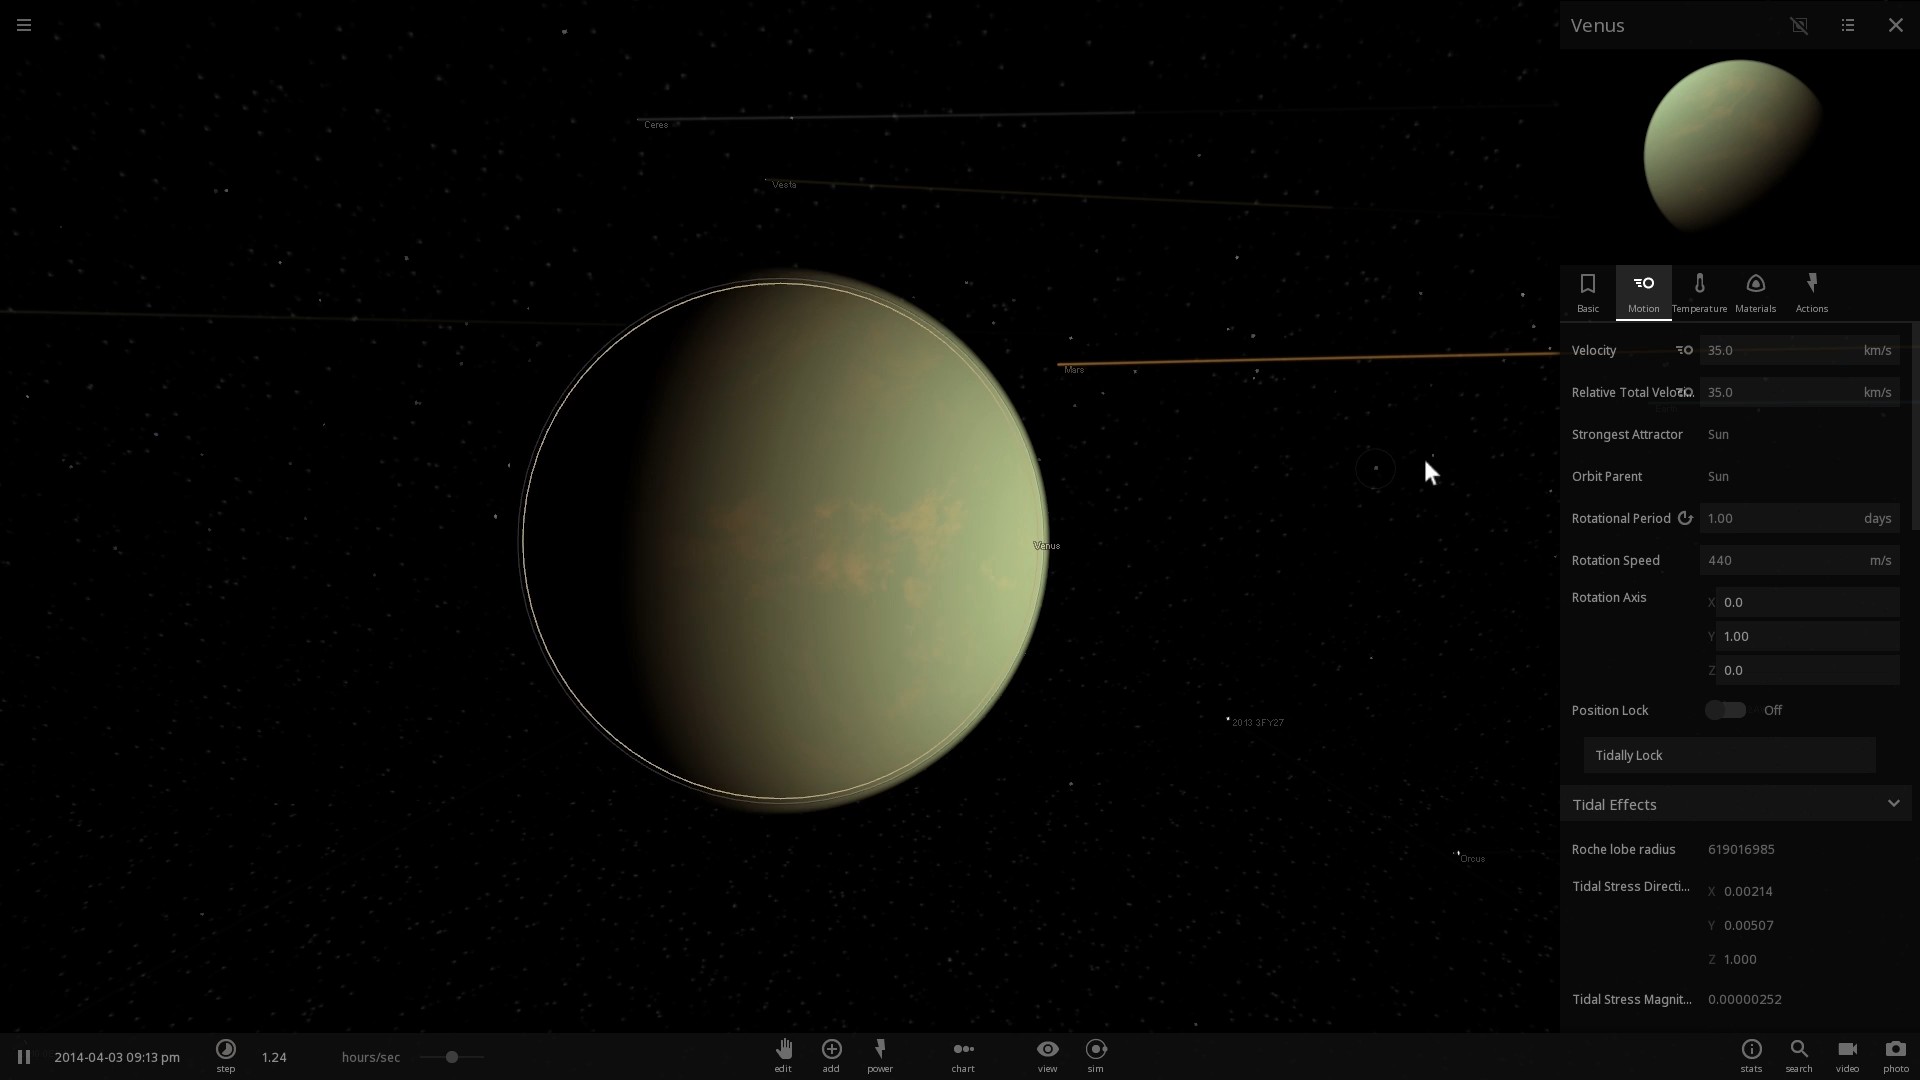 Venus
Ceres
Vesta
Mars
Venus
2013 3FY27
Orcus
Basic Motion Temperature Materials Actions
Velocity 35.0 km/s
Relative Total Veloci... 35.0 km/s
Strongest Attractor Sun
Orbit Parent Sun
Rotational Period 1.00 days
Rotation Speed 440 m/s
Rotation Axis X 0.0
Y 1.00
Z 0.0
Position Lock Off
Tidally Lock
Tidal Effects
Roche lobe radius 619016985
Tidal Stress Directi... X 0.00214
Y 0.00507
Z 1.000
Tidal Stress Magnit... 0.00000252
2014-04-03 09:13 pm step 1.24 hours/sec edit add power chart view sim stats search video photo